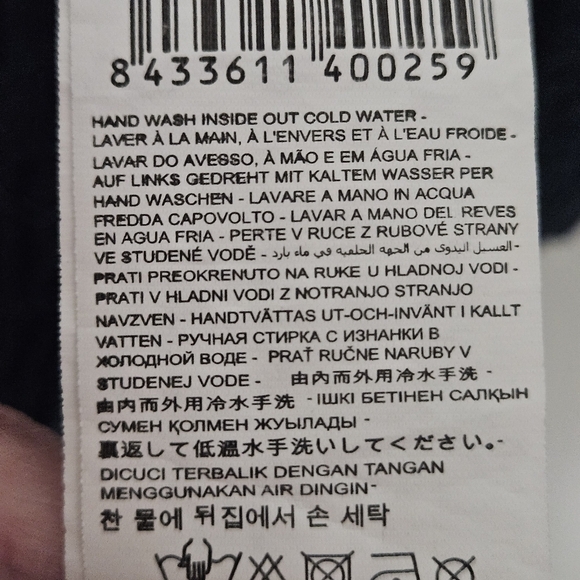 8 433611 400259
HAND WASH INSIDE OUT COLD WATER -
LAVER À LA MAIN, À L'ENVERS ET À L'EAU FROIDE -
LAVAR DO AVESSO, À MÃO E EM ÁGUA FRIA -
AUF LINKS GEDREHT MIT KALTEM WASSER PER
HAND WASCHEN - LAVARE A MANO IN ACQUA
FREDDA CAPOVOLTO - LAVAR A MANO DEL REVES
EN AGUA FRIA - PERTE V RUCE Z RUBOVÉ STRANY
VE STUDENÉ VODĚ - الغسيل اليدوي من الجهه الخلفيه في ماء بارد -
PRATI PREOKRENUTO NA RUKE U HLADNOJ VODI -
PRATI V HLADNI VODI Z NOTRANJO STRANJO
NAVZVEN - HANDTVÄTTAS UT-OCH-INVÄNT I KALLT
VATTEN - РУЧНАЯ СТИРКА С ИЗНАНКИ В
ХОЛОДНОЙ ВОДЕ - PRAŤ RUČNE NARUBY V
STUDENEJ VODE - 由內而外用冷水手洗 -
由内而外用冷水手洗 - ІШКІ БЕТІНЕН САЛҚЫН
СУМЕН ҚОЛМЕН ЖУЫЛАДЫ -
裏返して低温水手洗いしてください。-
DICUCI TERBALIK DENGAN TANGAN
MENGGUNAKAN AIR DINGIN -
찬 물에 뒤집에서 손 세탁